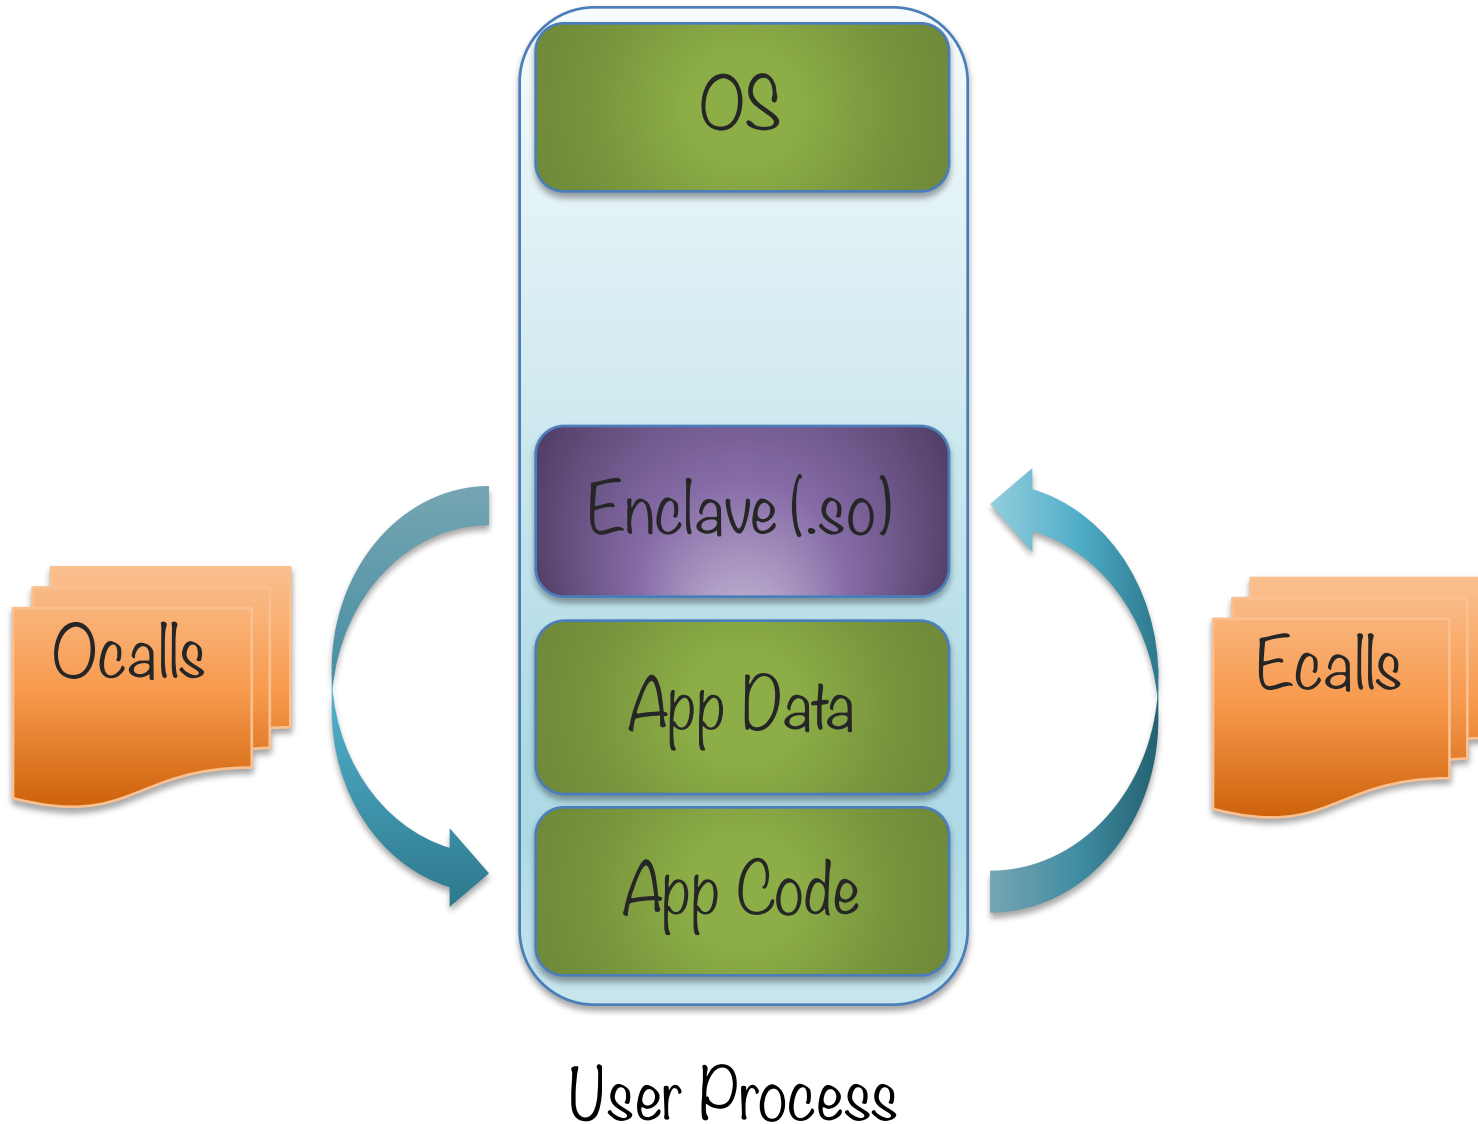 OS
Enclave (.so)
Ocalls
Ecalls
App Data
App Code
User Process